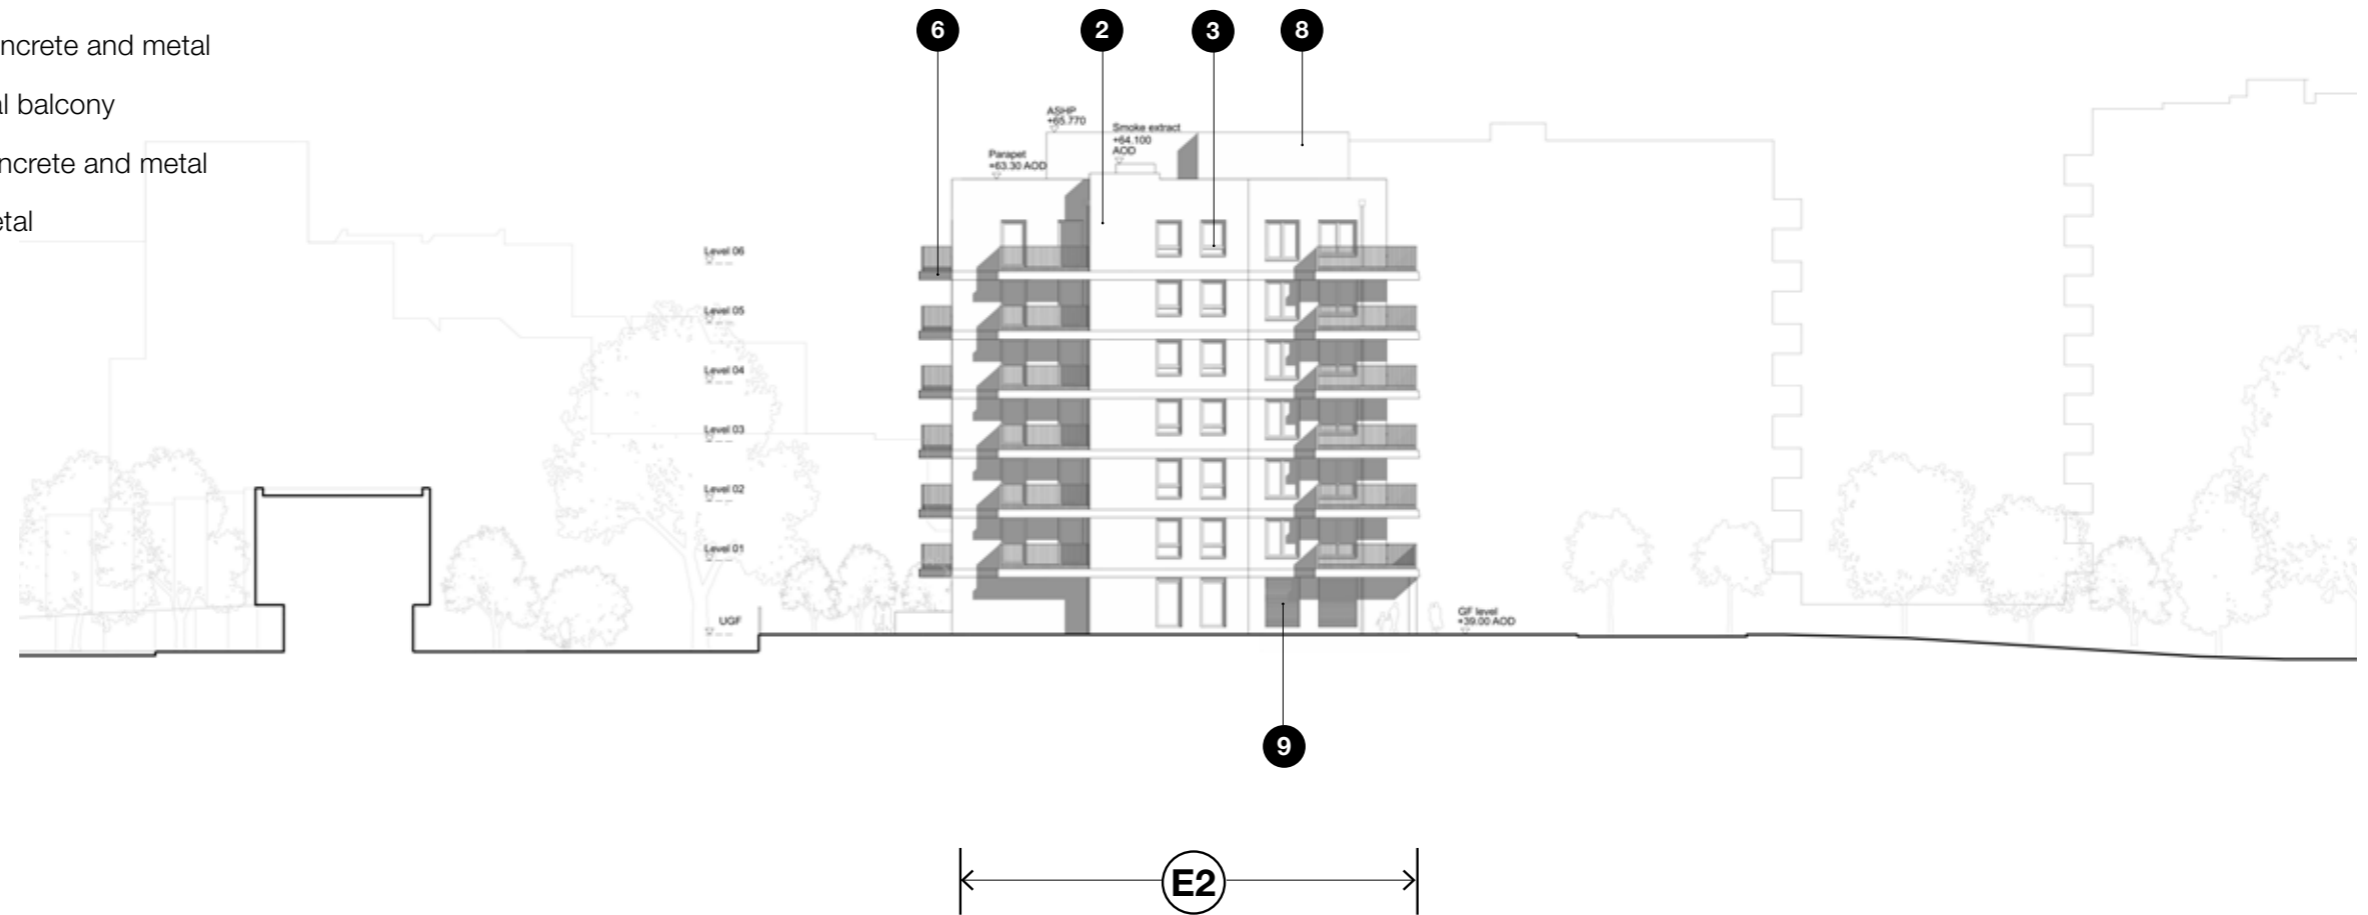 6
2
3
8
ncrete and metal
al balcony
ncrete and metal
etal
ASHP
+65.770
Smoke extract
+64.100
AOD
Parapet
+63.30 AOD
Level 06
Level 05
Level 04
Level 03
Level 02
Level 01
UGF
GF level
+39.00 AOD
9
E2